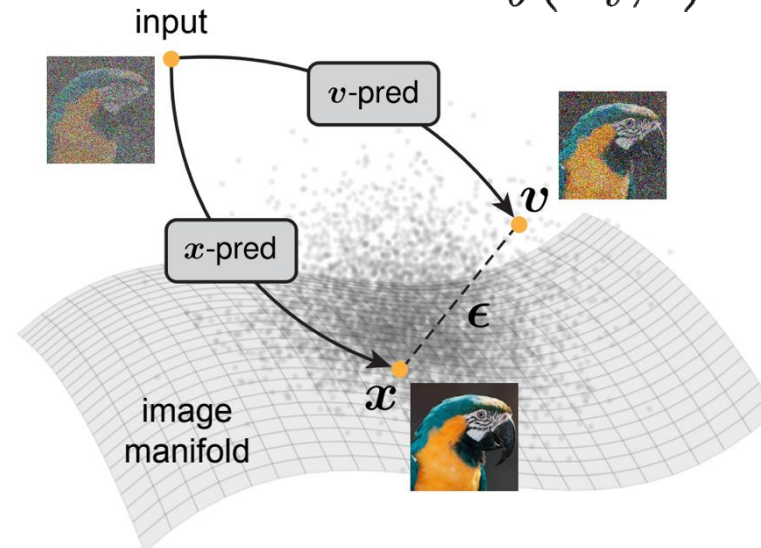 input
v-pred
v
x-pred
ϵ
x
image
manifold